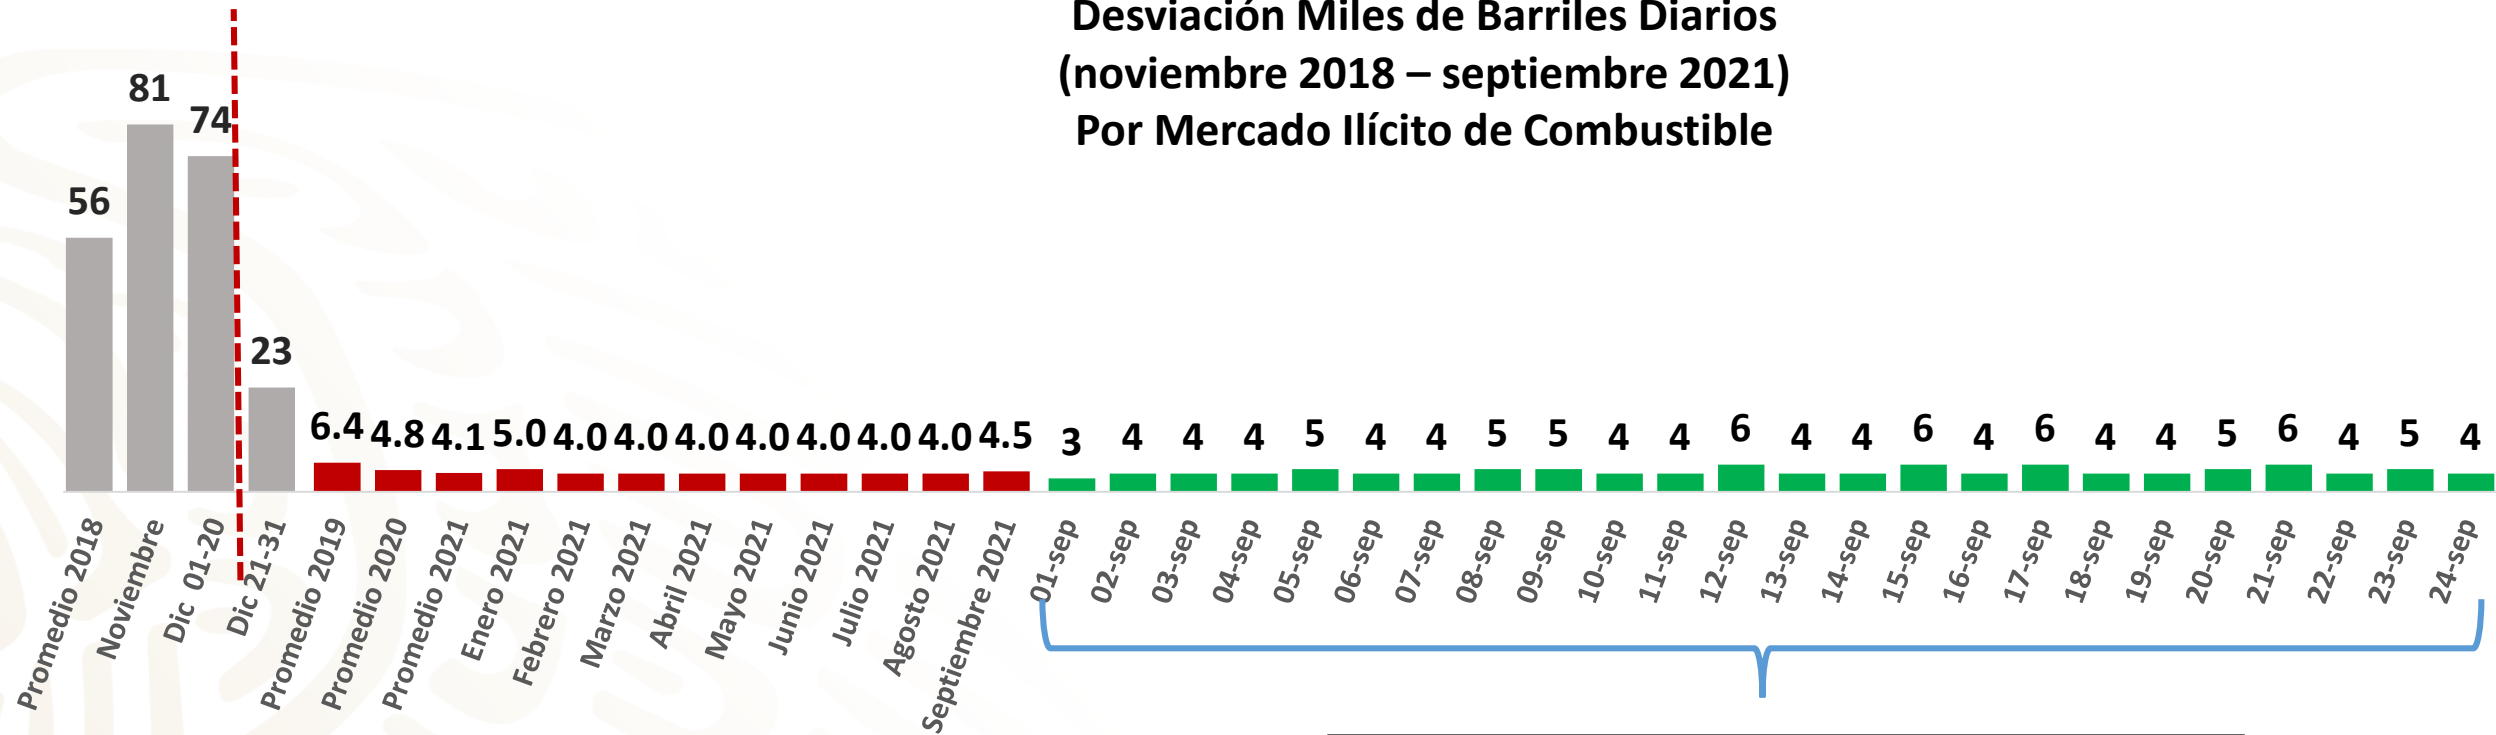 Desviación Miles de Barriles Diarios
(noviembre 2018 – septiembre 2021)
Por Mercado Ilícito de Combustible
56
81
74
23
6.4
4.8
4.1
5.0
4.0
4.0
4.0
4.0
4.0
4.0
4.0
4.5
3
4
4
4
5
4
4
5
5
4
4
6
4
4
6
4
6
4
4
5
6
4
5
4
Promedio 2018
Noviembre
Dic 01-20
Dic 21-31
Promedio 2019
Promedio 2020
Promedio 2021
Enero 2021
Febrero 2021
Marzo 2021
Abril 2021
Mayo 2021
Junio 2021
Julio 2021
Agosto 2021
Septiembre 2021
01-sep
02-sep
03-sep
04-sep
05-sep
06-sep
07-sep
08-sep
09-sep
10-sep
11-sep
12-sep
13-sep
14-sep
15-sep
16-sep
17-sep
18-sep
19-sep
20-sep
21-sep
22-sep
23-sep
24-sep